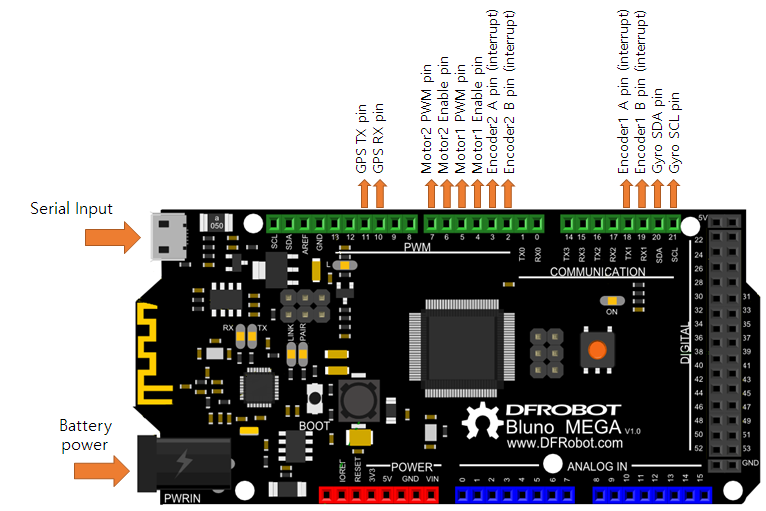 GPS TX pin
GPS RX pin
Motor2 PWM pin
Motor2 Enable pin
Motor1 PWM pin
Motor1 Enable pin
Encoder2 A pin (interrupt)
Encoder2 B pin (interrupt)
Encoder1 A pin (interrupt)
Encoder1 B pin (interrupt)
Gyro SDA pin
Gyro SCL pin
Serial Input
a
050
SCL SDA AREF GND 13 12 11 10 9 8
7 6 5 4 3 2 1 0
14 15 16 17 18 19 20 21
PWM
TX0 RX0
TX3 RX3 TX2 RX2 TX1 RX1 SDA SCL
COMMUNICATION
5V
22
24
26
28
30 31
32 33
34 35
36 37
38 39
40 41
42 43
44 45
46 47
48 49
50 51
52 53
GND
DIGITAL
L
ON
RX TX
LINK
PAIR
BOOT
DFROBOT
Bluno MEGA V1.0
www.DFRobot.com
Battery
power
PWRIN
POWER
IOREF RESET 3V3 5V GND VIN
ANALOG IN
0 1 2 3 4 5 6 7
8 9 10 11 12 13 14 15